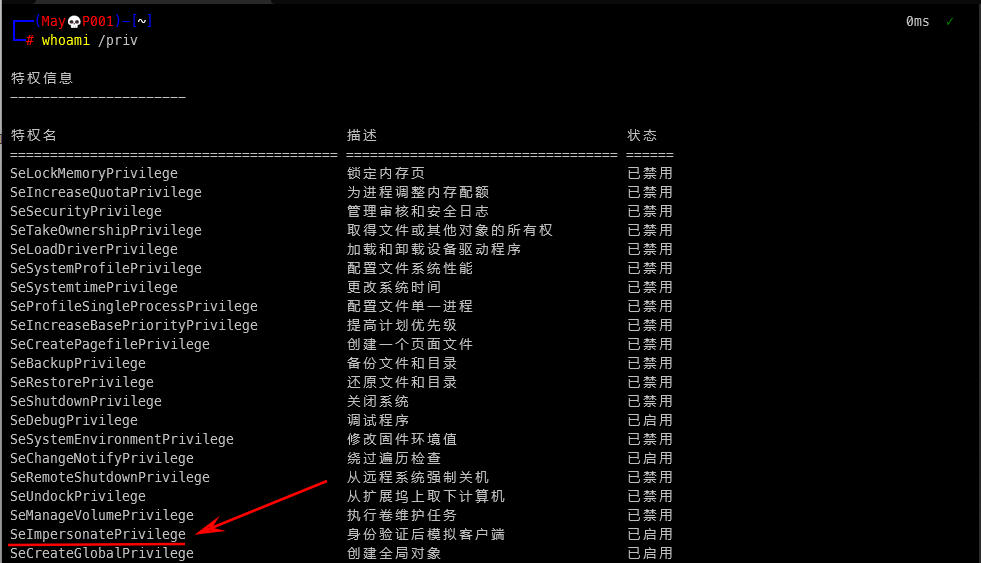 (May💀P001)-[~] 0ms ✓
# whoami /priv
特权信息
----------------------
特权名 描述 状态
========================================= ================================== ======
SeLockMemoryPrivilege 锁定内存页 已禁用
SeIncreaseQuotaPrivilege 为进程调整内存配额 已禁用
SeSecurityPrivilege 管理审核和安全日志 已禁用
SeTakeOwnershipPrivilege 取得文件或其他对象的所有权 已禁用
SeLoadDriverPrivilege 加载和卸载设备驱动程序 已禁用
SeSystemProfilePrivilege 配置文件系统性能 已禁用
SeSystemtimePrivilege 更改系统时间 已禁用
SeProfileSingleProcessPrivilege 配置文件单一进程 已禁用
SeIncreaseBasePriorityPrivilege 提高计划优先级 已禁用
SeCreatePagefilePrivilege 创建一个页面文件 已禁用
SeBackupPrivilege 备份文件和目录 已禁用
SeRestorePrivilege 还原文件和目录 已禁用
SeShutdownPrivilege 关闭系统 已禁用
SeDebugPrivilege 调试程序 已启用
SeSystemEnvironmentPrivilege 修改固件环境值 已禁用
SeChangeNotifyPrivilege 绕过遍历检查 已启用
SeRemoteShutdownPrivilege 从远程系统强制关机 已禁用
SeUndockPrivilege 从扩展坞上取下计算机 已禁用
SeManageVolumePrivilege 执行卷维护任务 已禁用
SeImpersonatePrivilege 身份验证后模拟客户端 已启用
SeCreateGlobalPrivilege 创建全局对象 已启用